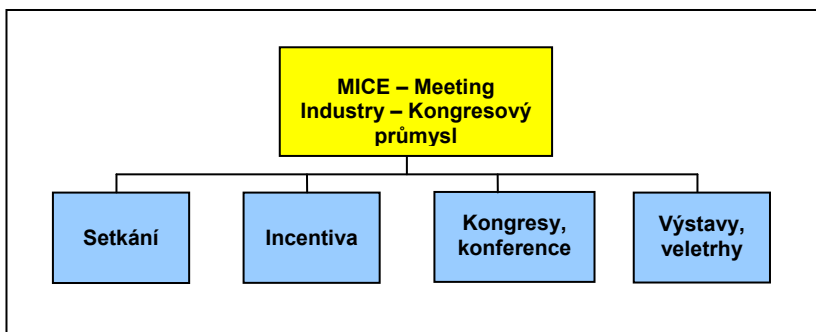 MICE – Meeting
Industry – Kongresový
průmysl
Setkání
Incentiva
Kongresy,
konference
Výstavy,
veletrhy